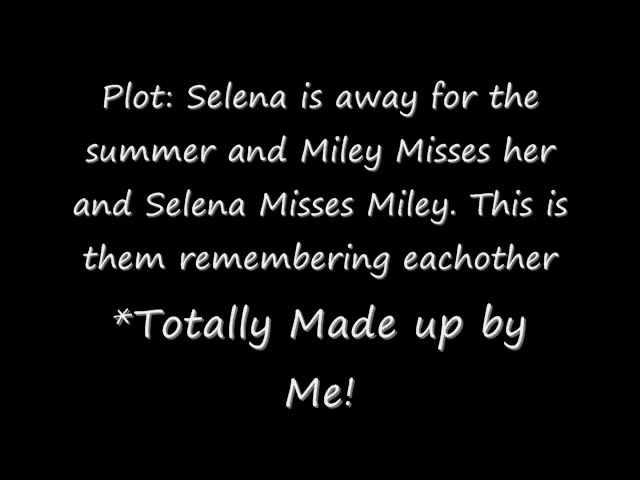 Plot: Selena is away for the
summer and Miley Misses her
and Selena Misses Miley. This is
them remembering eachother
*Totally Made up by
Me!